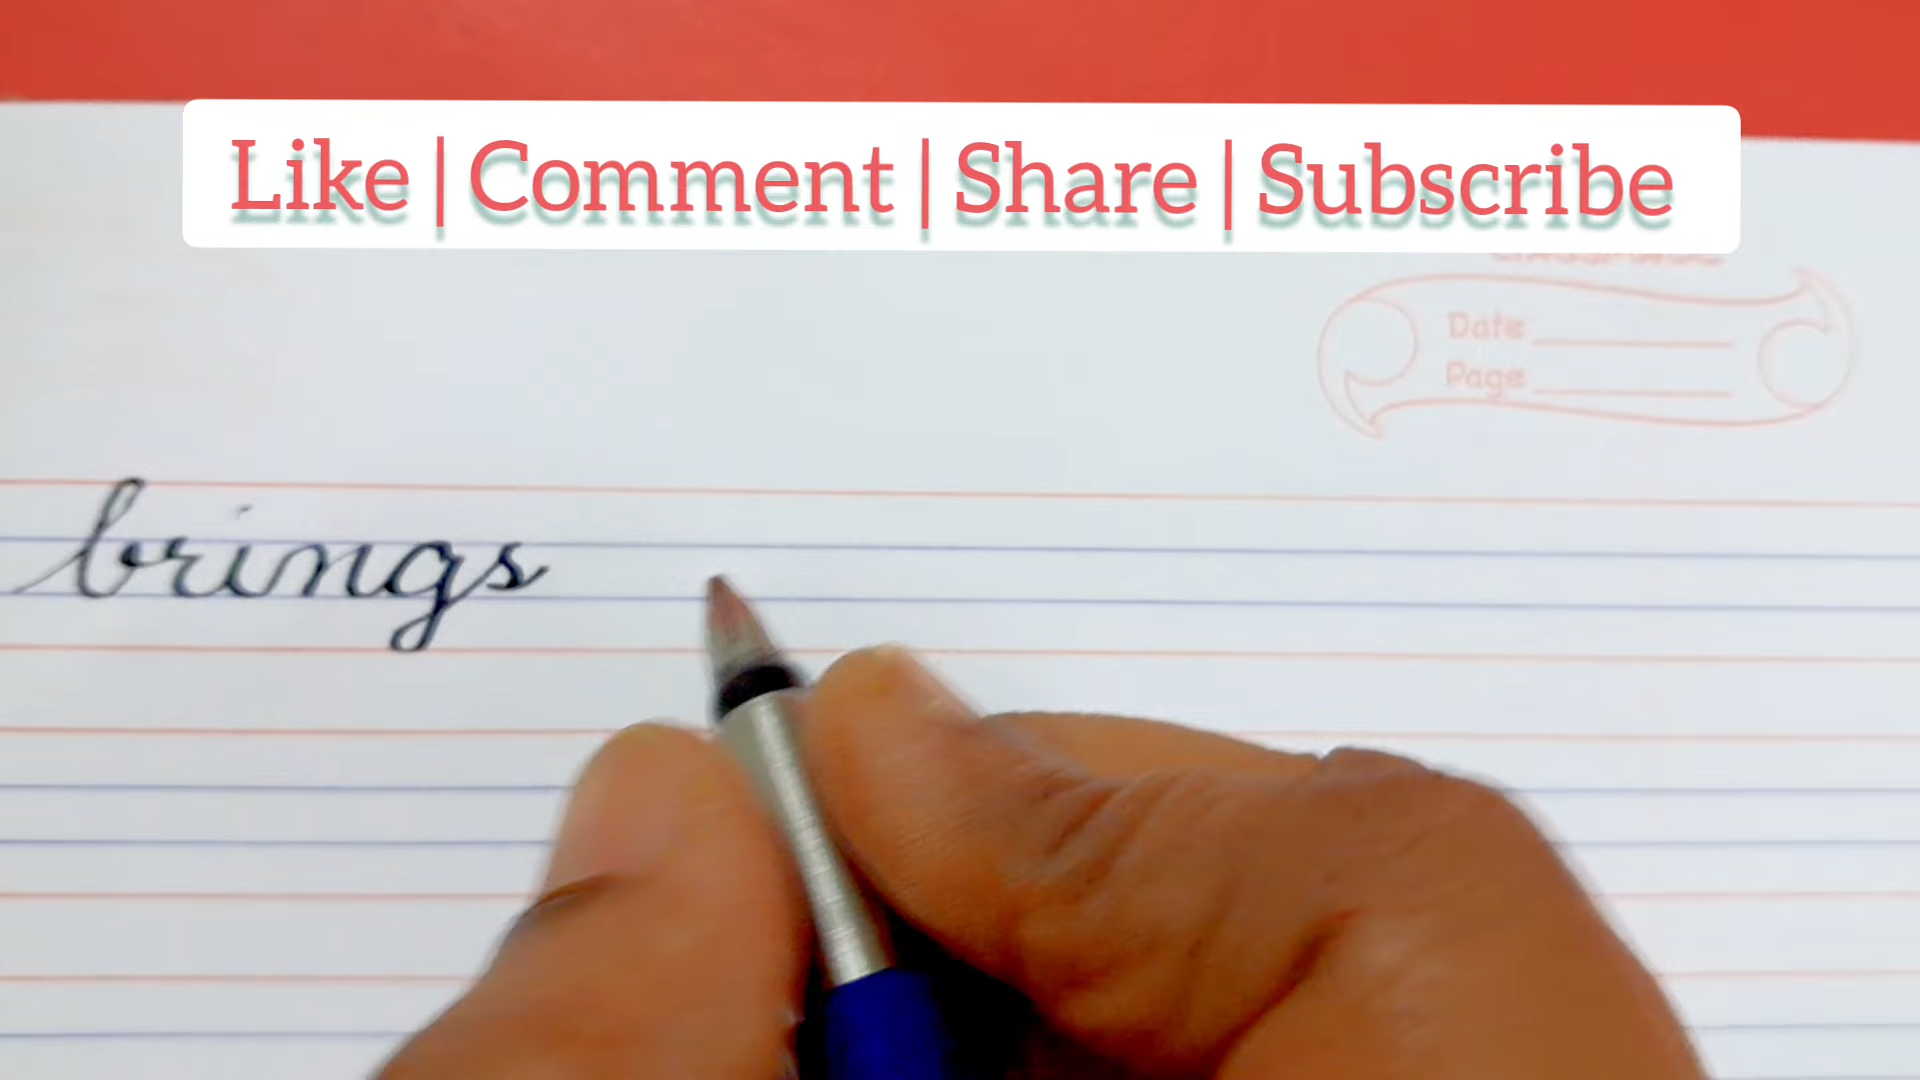 Like | Comment | Share | Subscribe
Date
Page
brings